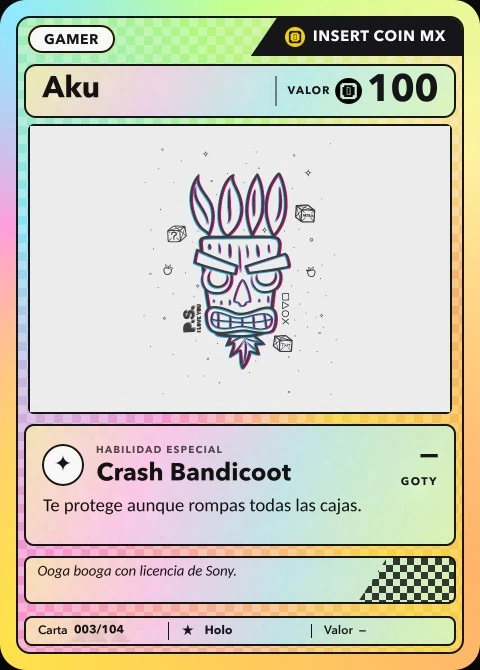 GAMER
INSERT COIN MX
Aku
VALOR 100
?
P.S.
I LOVE YOU
□△○X
TNT
✦
HABILIDAD ESPECIAL
Crash Bandicoot
—
GOTY
Te protege aunque rompas todas las cajas.
Ooga booga con licencia de Sony.
Carta 003/104
★ Holo
Valor —